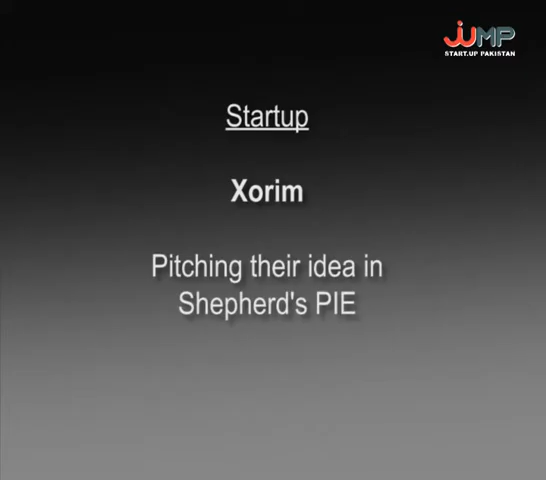 JUMP
START.UP PAKISTAN
Startup
Xorim
Pitching their idea in
Shepherd's PIE